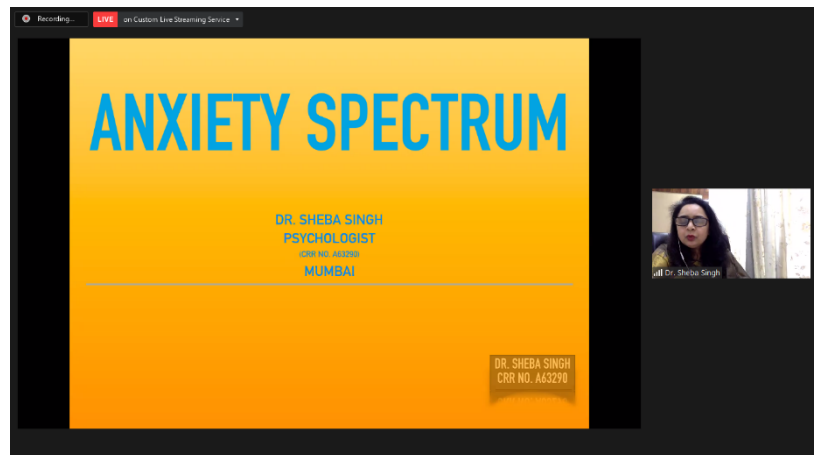 Recording...
LIVE on Custom Live Streaming Service
ANXIETY SPECTRUM
DR. SHEBA SINGH
PSYCHOLOGIST
(CRR NO. A63290)
MUMBAI
DR. SHEBA SINGH
CRR NO. A63290
Dr. Sheba Singh